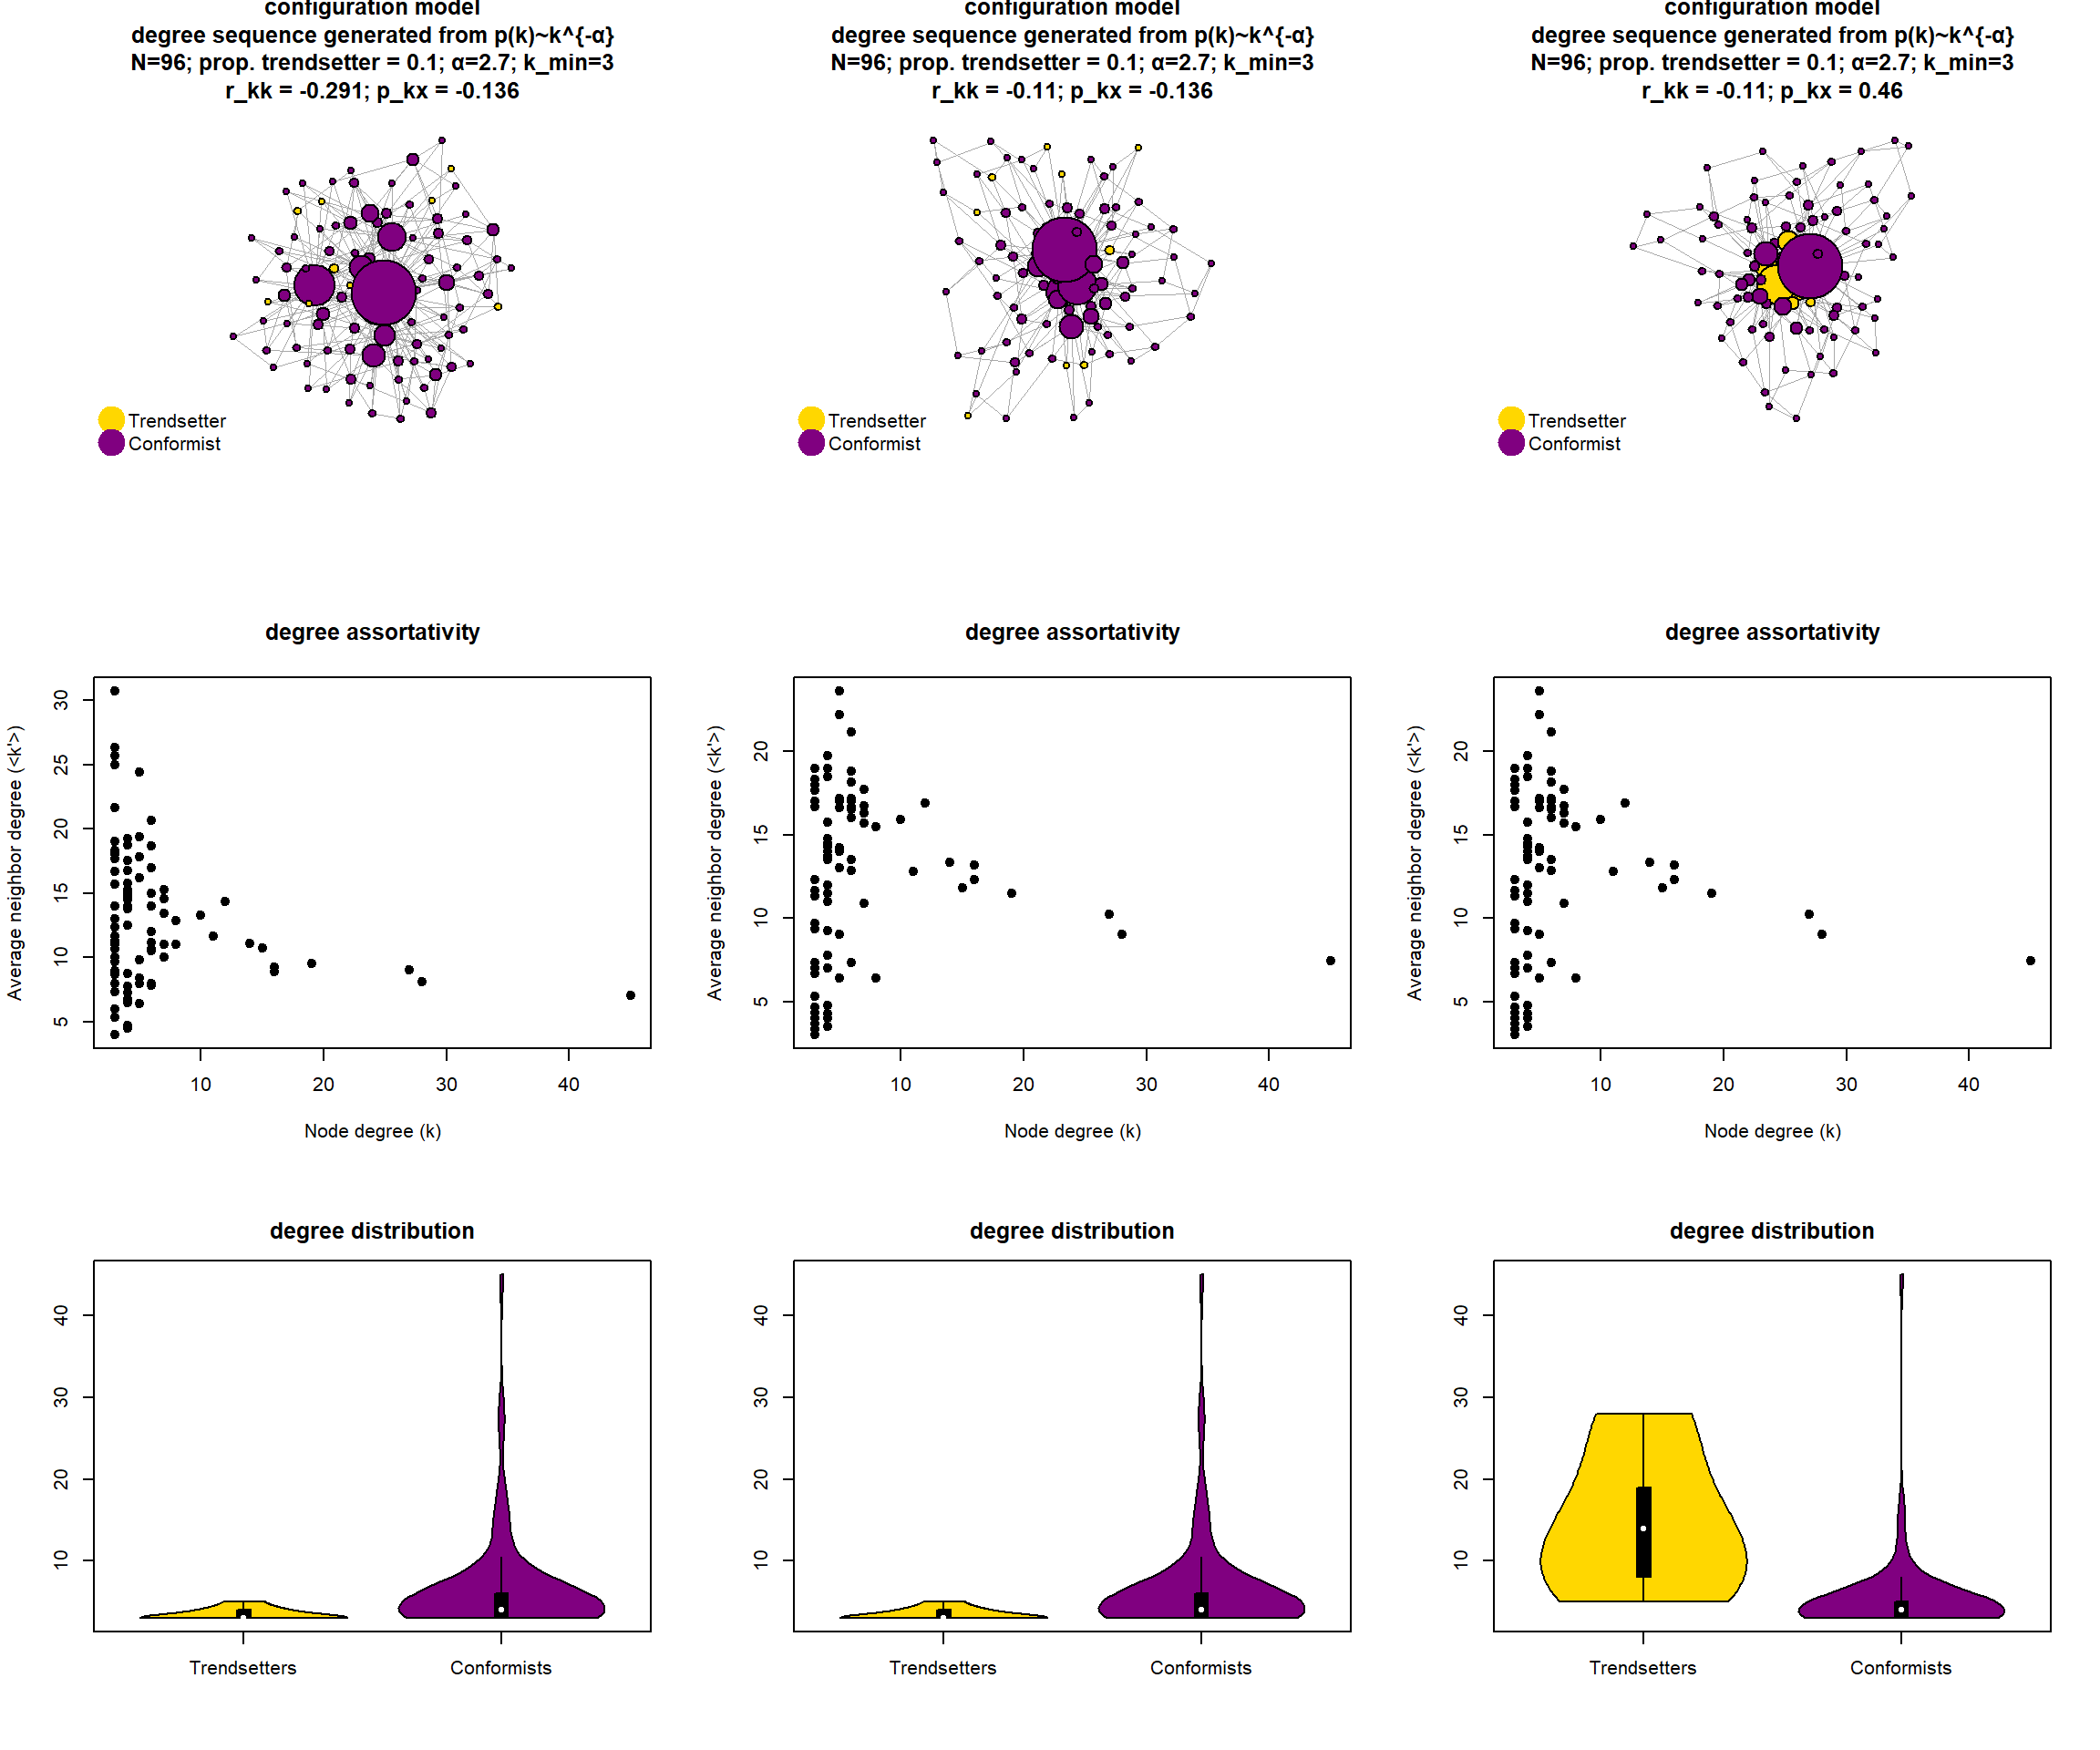 configuration model
degree sequence generated from p(k)~k^{-α}
N=96; prop. trendsetter = 0.1; α=2.7; k_min=3
r_kk = -0.291; p_kx = -0.136
Trendsetter
Conformist
configuration model
degree sequence generated from p(k)~k^{-α}
N=96; prop. trendsetter = 0.1; α=2.7; k_min=3
r_kk = -0.11; p_kx = -0.136
Trendsetter
Conformist
configuration model
degree sequence generated from p(k)~k^{-α}
N=96; prop. trendsetter = 0.1; α=2.7; k_min=3
r_kk = -0.11; p_kx = 0.46
Trendsetter
Conformist
degree assortativity
Average neighbor degree (<k'>)
30
25
20
15
10
5
10 20 30 40
Node degree (k)
degree assortativity
Average neighbor degree (<k'>)
20
15
10
5
10 20 30 40
Node degree (k)
degree assortativity
Average neighbor degree (<k'>)
20
15
10
5
10 20 30 40
Node degree (k)
degree distribution
40
30
20
10
Trendsetters Conformists
degree distribution
40
30
20
10
Trendsetters Conformists
degree distribution
40
30
20
10
Trendsetters Conformists